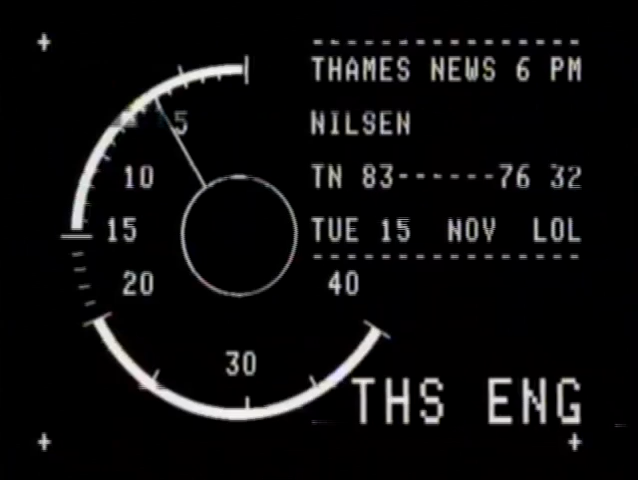 THAMES NEWS 6 PM
NILSEN
TN 83------76 32
TUE 15 NOV LOL
5
10
15
20
30
40
THS ENG